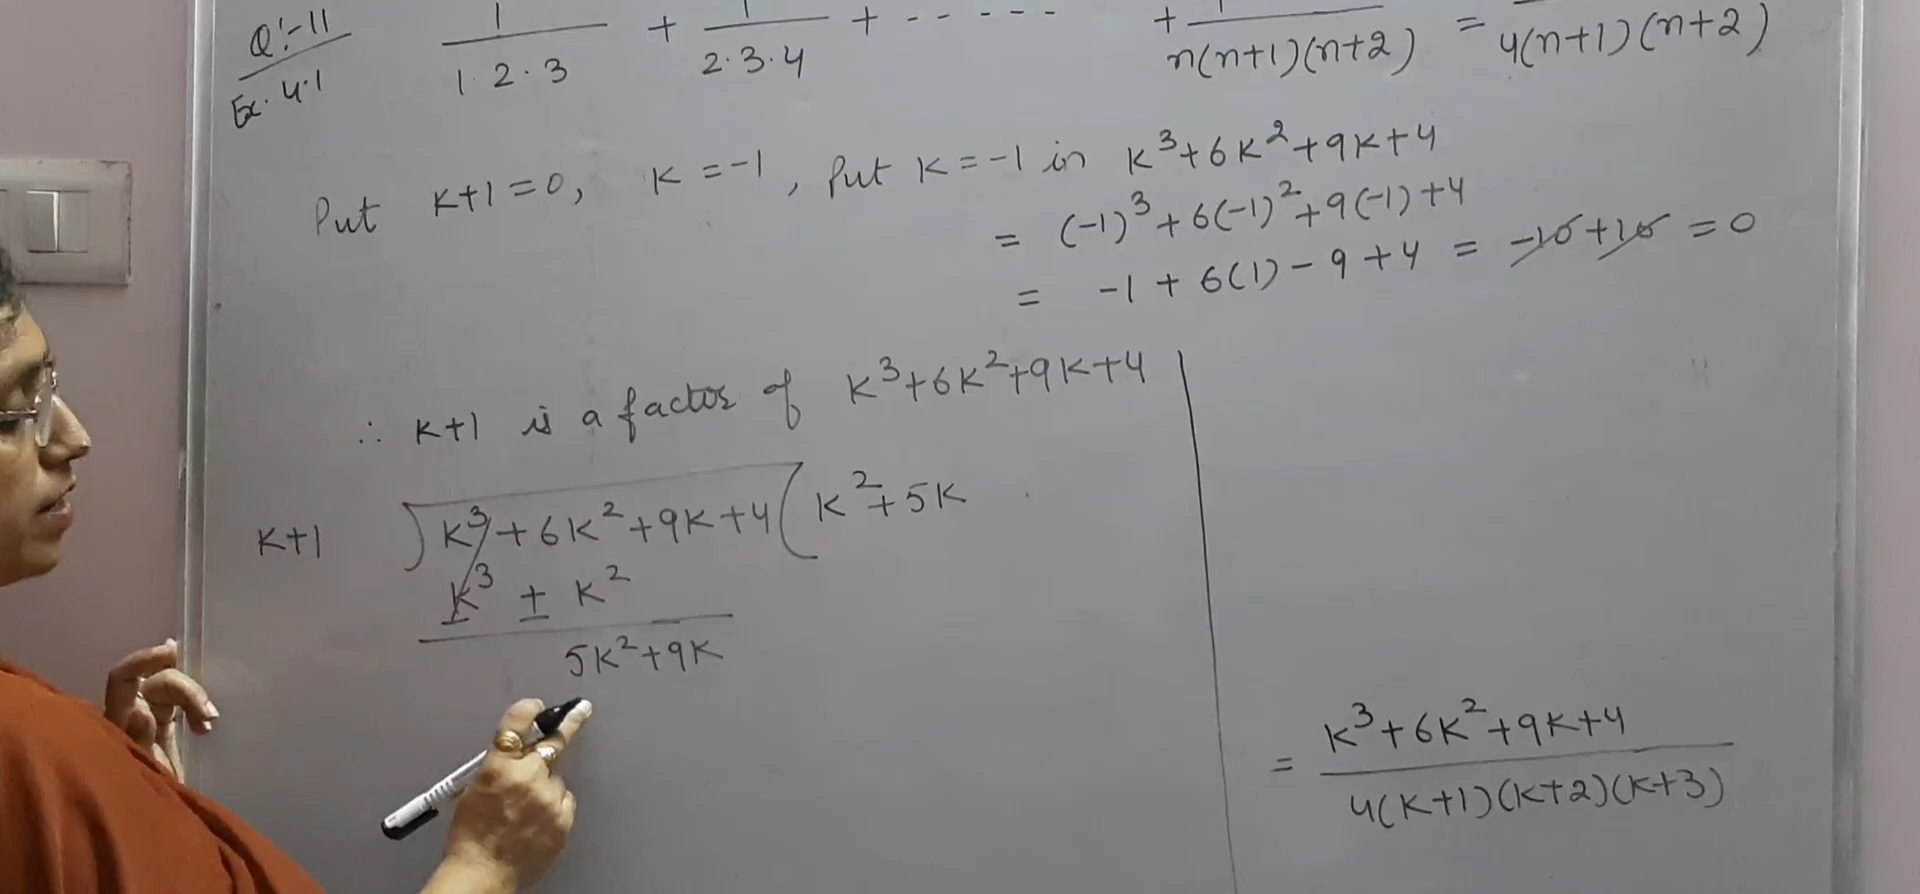 Q:-11
Ex. 4.1
1/(1·2·3) + 1/(2·3·4) + ------ + 1/(n(n+1)(n+2)) = /(4(n+1)(n+2))
Put K+1=0, K=-1, Put K=-1 in K³+6K²+9K+4
= (-1)³+6(-1)²+9(-1)+4
= -1+6(1)-9+4 = -10+10 = 0
∴ K+1 is a factor of K³+6K²+9K+4
K+1 ) K³+6K²+9K+4 ( K²+5K
K³ ± K²
5K²+9K
= (K³+6K²+9K+4)/(4(K+1)(K+2)(K+3))